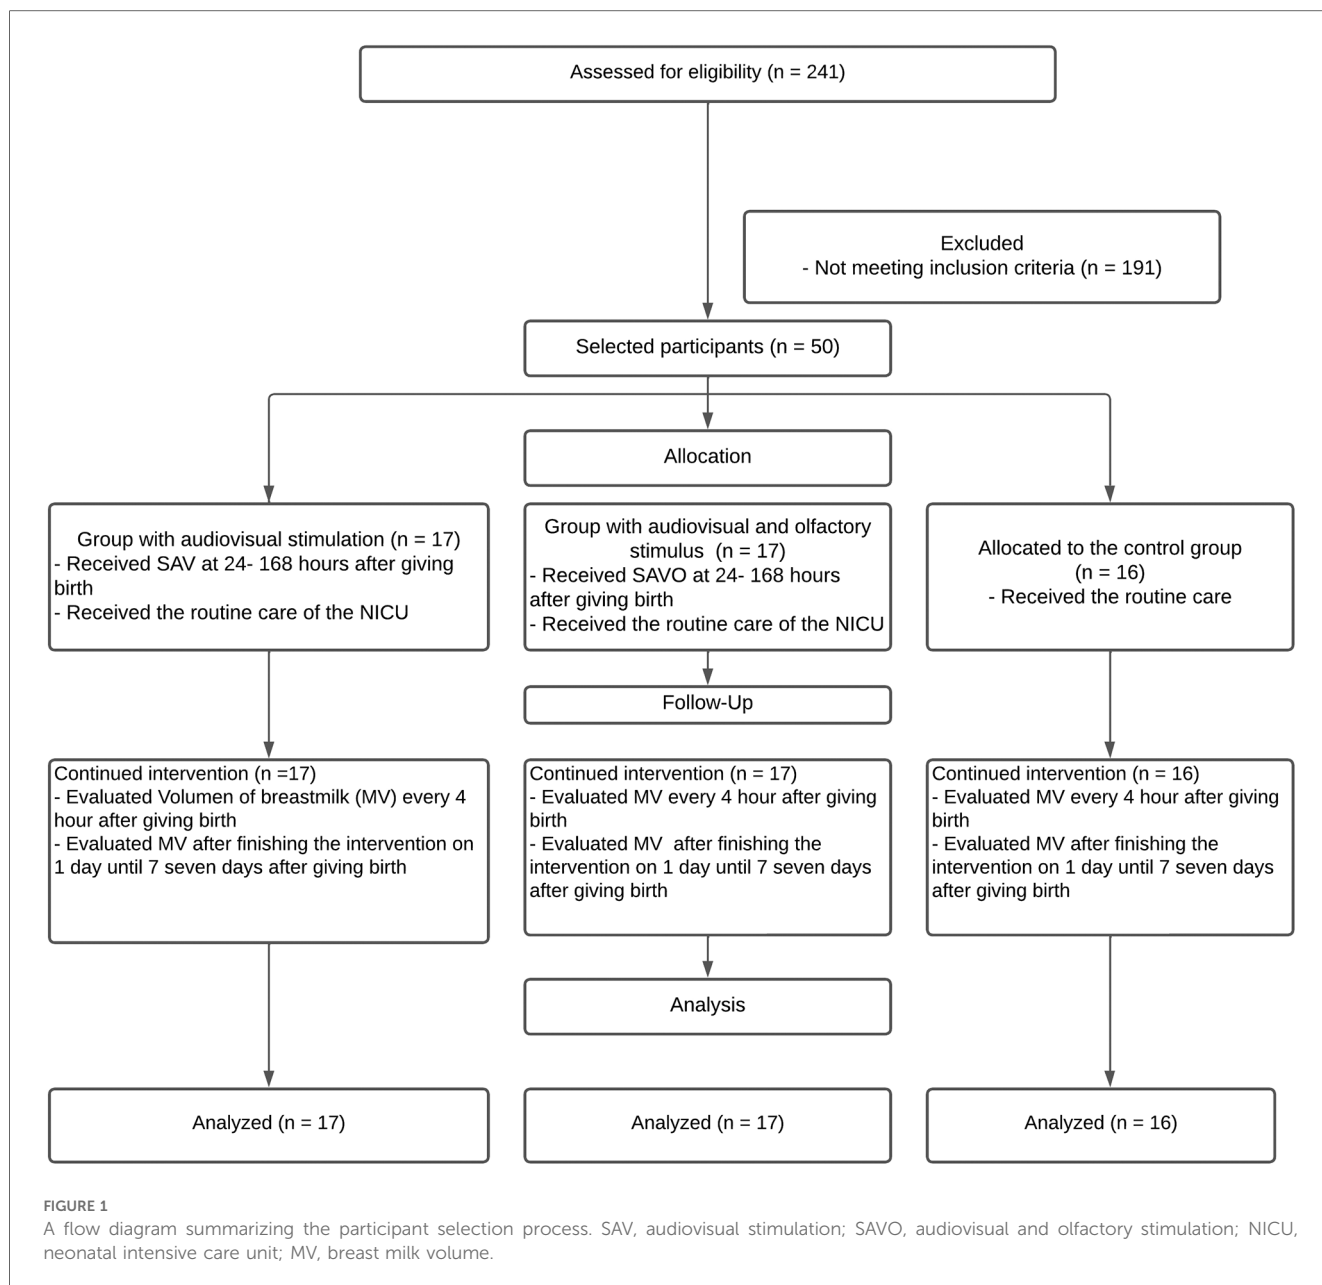 Assessed for eligibility (n = 241)
Excluded
- Not meeting inclusion criteria (n = 191)
Selected participants (n = 50)
Allocation
Group with audiovisual stimulation (n = 17)
- Received SAV at 24- 168 hours after giving
birth
- Received the routine care of the NICU
Group with audiovisual and olfactory
stimulus (n = 17)
- Received SAVO at 24- 168 hours
after giving birth
- Received the routine care of the NICU
Allocated to the control group
(n = 16)
- Received the routine care
Follow-Up
Continued intervention (n =17)
- Evaluated Volumen of breastmilk (MV) every 4
hour after giving birth
- Evaluated MV after finishing the intervention on
1 day until 7 seven days after giving birth
Continued intervention (n = 17)
- Evaluated MV every 4 hour after giving
birth
- Evaluated MV after finishing the
intervention on 1 day until 7 seven days
after giving birth
Continued intervention (n = 16)
- Evaluated MV every 4 hour after giving
birth
- Evaluated MV after finishing the
intervention on 1 day until 7 seven days
after giving birth
Analysis
Analyzed (n = 17)
Analyzed (n = 17)
Analyzed (n = 16)
FIGURE 1
A flow diagram summarizing the participant selection process. SAV, audiovisual stimulation; SAVO, audiovisual and olfactory stimulation; NICU,
neonatal intensive care unit; MV, breast milk volume.